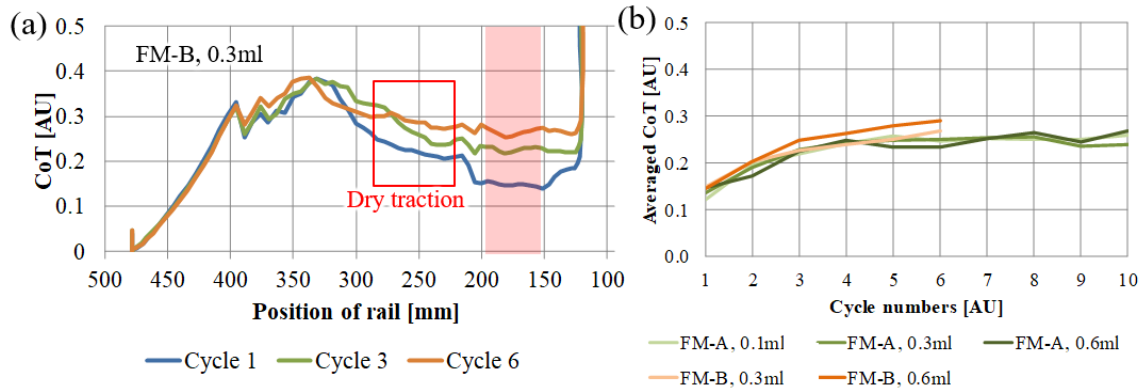 (a)
FM-B, 0.3ml
CoT [AU]
0.5
0.4
0.3
0.2
0.1
0
Dry traction
500 450 400 350 300 250 200 150 100
Position of rail [mm]
Cycle 1 Cycle 3 Cycle 6
(b)
Averaged CoT [AU]
0.5
0.4
0.3
0.2
0.1
0.0
1 2 3 4 5 6 7 8 9 10
Cycle numbers [AU]
FM-A, 0.1ml FM-A, 0.3ml FM-A, 0.6ml
FM-B, 0.3ml FM-B, 0.6ml